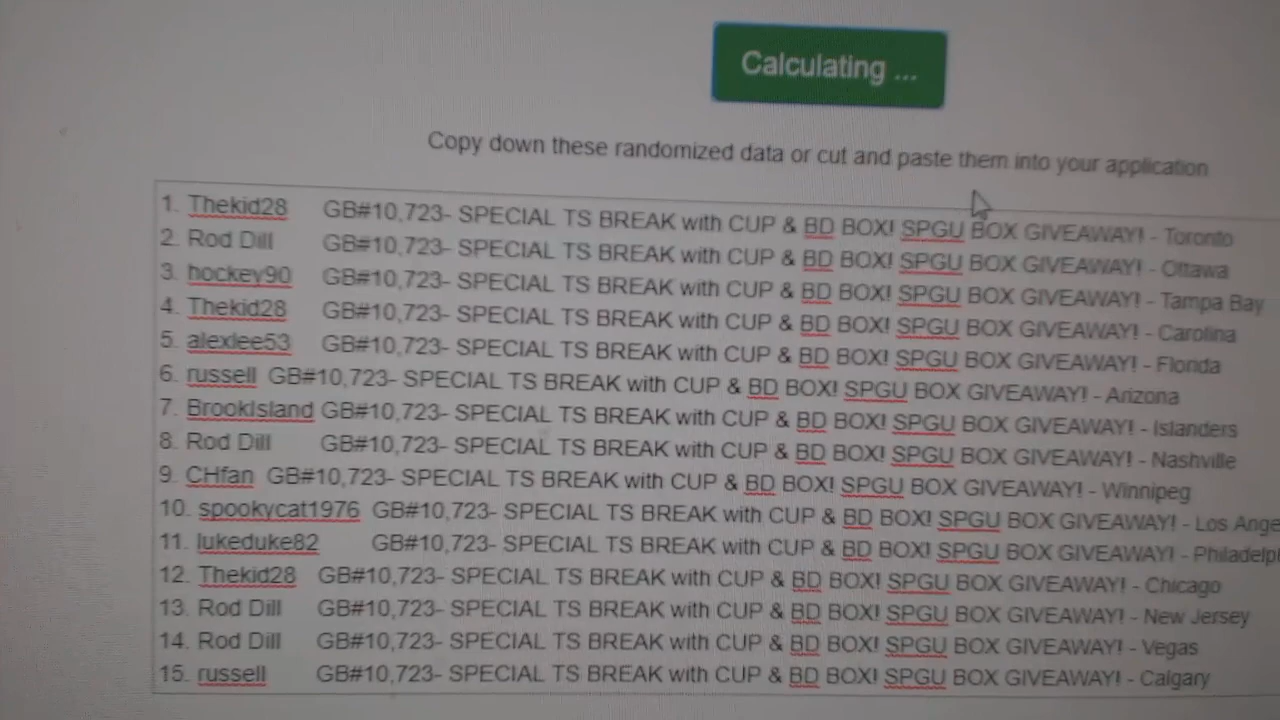 Calculating ...
Copy down these randomized data or cut and paste them into your application
1. Thekid28 GB#10,723- SPECIAL TS BREAK with CUP & BD BOX! SPGU BOX GIVEAWAY! - Toronto
2. Rod Dill GB#10,723- SPECIAL TS BREAK with CUP & BD BOX! SPGU BOX GIVEAWAY! - Ottawa
3. hockey90 GB#10,723- SPECIAL TS BREAK with CUP & BD BOX! SPGU BOX GIVEAWAY! - Tampa Bay
4. Thekid28 GB#10,723- SPECIAL TS BREAK with CUP & BD BOX! SPGU BOX GIVEAWAY! - Carolina
5. alexlee53 GB#10,723- SPECIAL TS BREAK with CUP & BD BOX! SPGU BOX GIVEAWAY! - Florida
6. russell GB#10,723- SPECIAL TS BREAK with CUP & BD BOX! SPGU BOX GIVEAWAY! - Arizona
7. BrookIsland GB#10,723- SPECIAL TS BREAK with CUP & BD BOX! SPGU BOX GIVEAWAY! - Islanders
8. Rod Dill GB#10,723- SPECIAL TS BREAK with CUP & BD BOX! SPGU BOX GIVEAWAY! - Nashville
9. CHfan GB#10,723- SPECIAL TS BREAK with CUP & BD BOX! SPGU BOX GIVEAWAY! - Winnipeg
10. spookycat1976 GB#10,723- SPECIAL TS BREAK with CUP & BD BOX! SPGU BOX GIVEAWAY! - Los Ange
11. lukeduke82 GB#10,723- SPECIAL TS BREAK with CUP & BD BOX! SPGU BOX GIVEAWAY! - Philadelph
12. Thekid28 GB#10,723- SPECIAL TS BREAK with CUP & BD BOX! SPGU BOX GIVEAWAY! - Chicago
13. Rod Dill GB#10,723- SPECIAL TS BREAK with CUP & BD BOX! SPGU BOX GIVEAWAY! - New Jersey
14. Rod Dill GB#10,723- SPECIAL TS BREAK with CUP & BD BOX! SPGU BOX GIVEAWAY! - Vegas
15. russell GB#10,723- SPECIAL TS BREAK with CUP & BD BOX! SPGU BOX GIVEAWAY! - Calgary